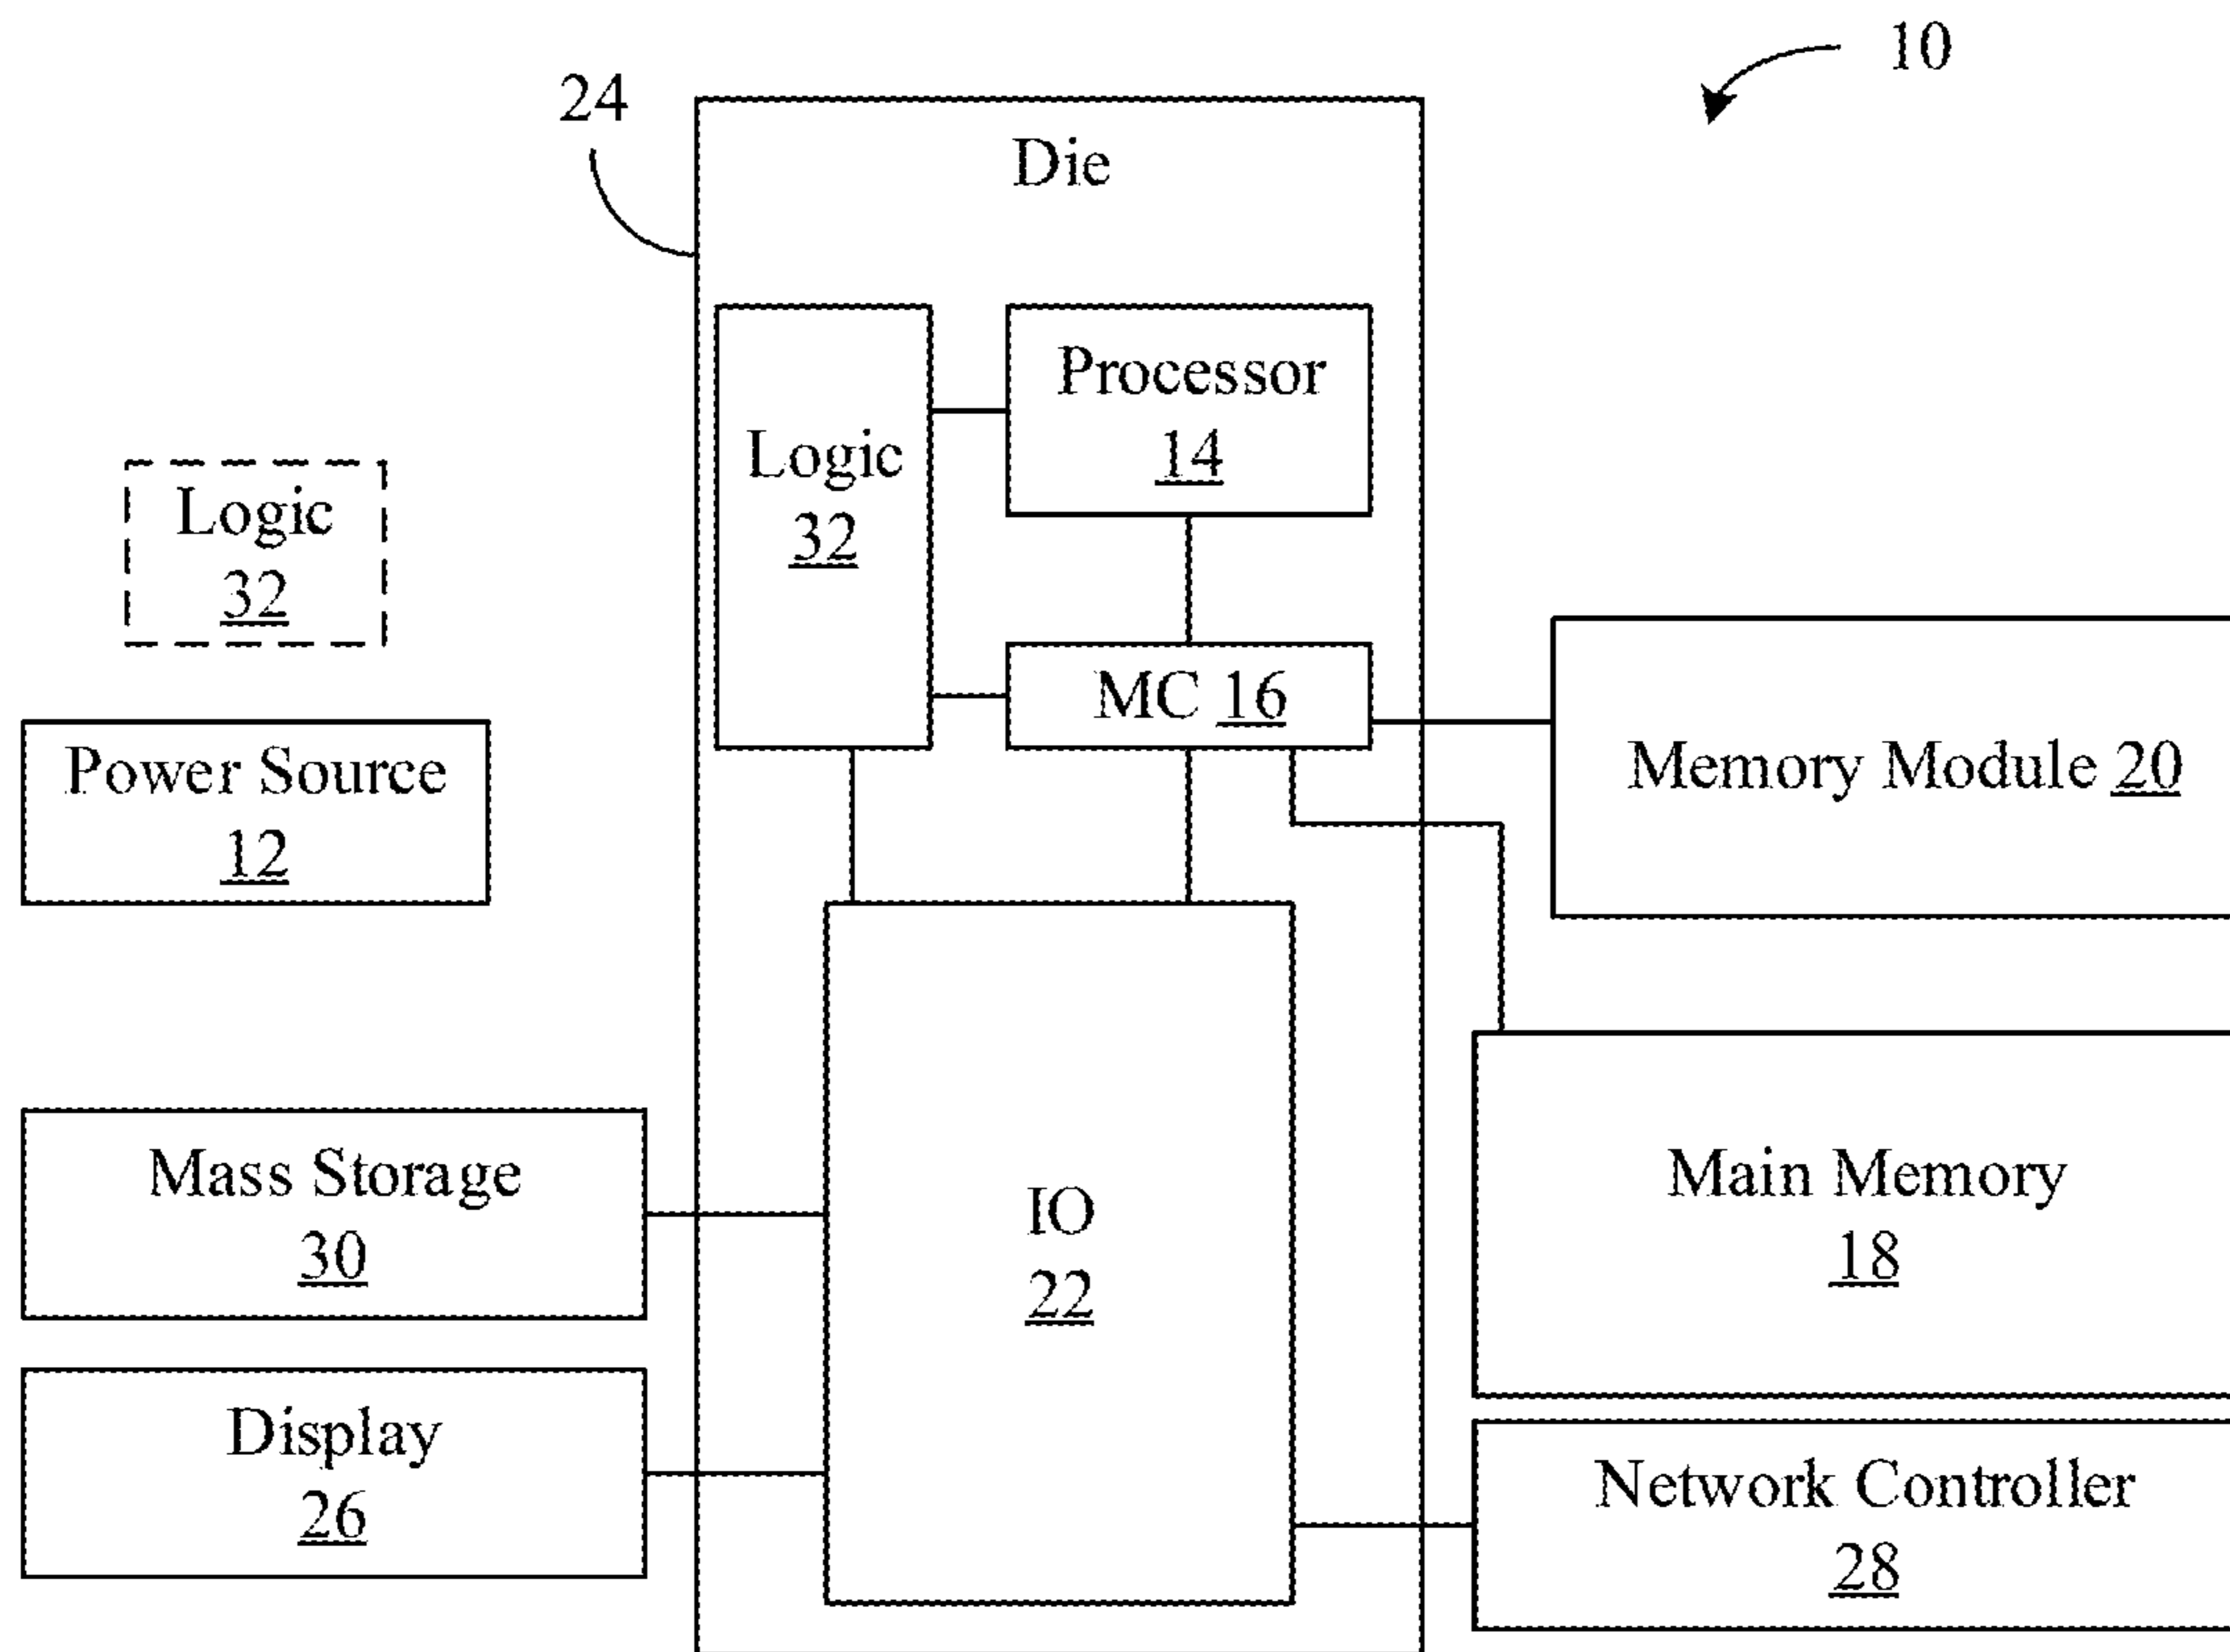 10
24
Die
Processor
14
Logic
32
Logic
32
MC 16
Memory Module 20
Power Source
12
Mass Storage
30
IO
22
Main Memory
18
Display
26
Network Controller
28